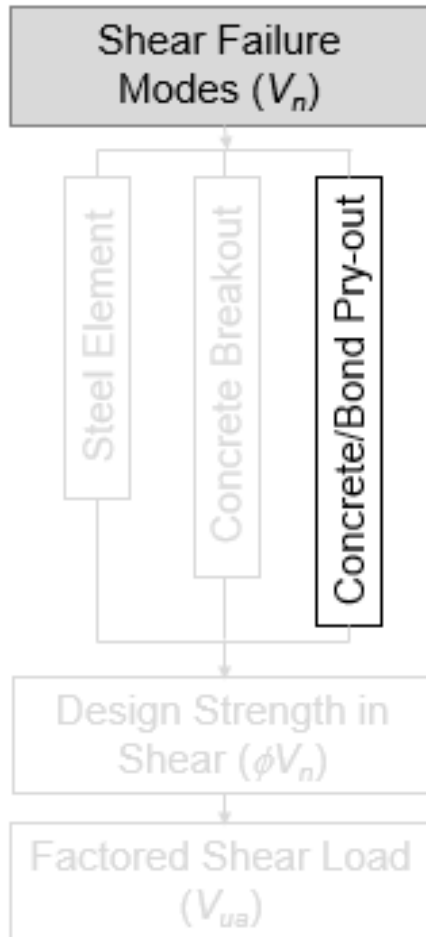 Shear Failure
Modes (Vn)
Steel Element
Concrete Breakout
Concrete/Bond Pry-out
Design Strength in
Shear (ϕVn)
Factored Shear Load
(Vua)